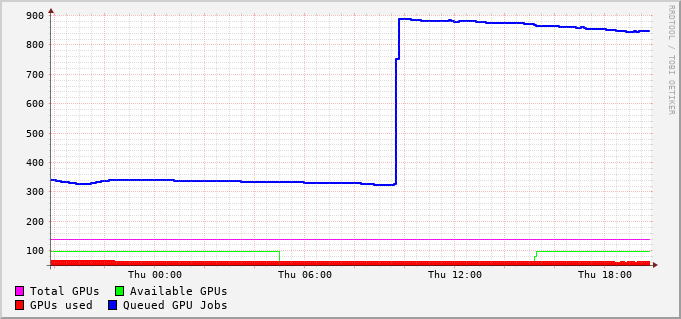 900
800
700
600
500
400
300
200
100
Thu 00:00 Thu 06:00 Thu 12:00 Thu 18:00
Total GPUs Available GPUs
GPUs used Queued GPU Jobs
RRDTOOL / TOBI OETIKER